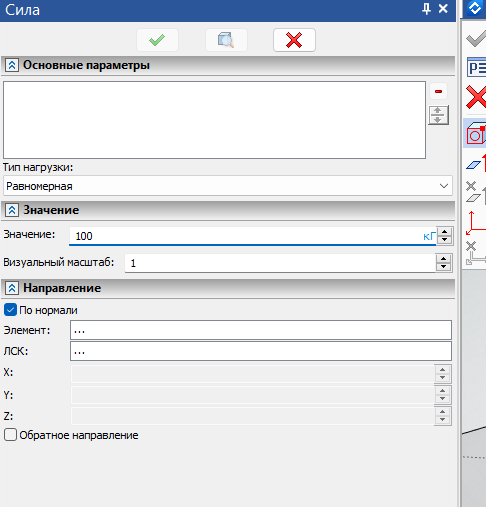 Сила
Основные параметры
Тип нагрузки:
Равномерная
Значение
Значение: 100 кГ
Визуальный масштаб: 1
Направление
По нормали
Элемент: ...
ЛСК: ...
X:
Y:
Z:
Обратное направление